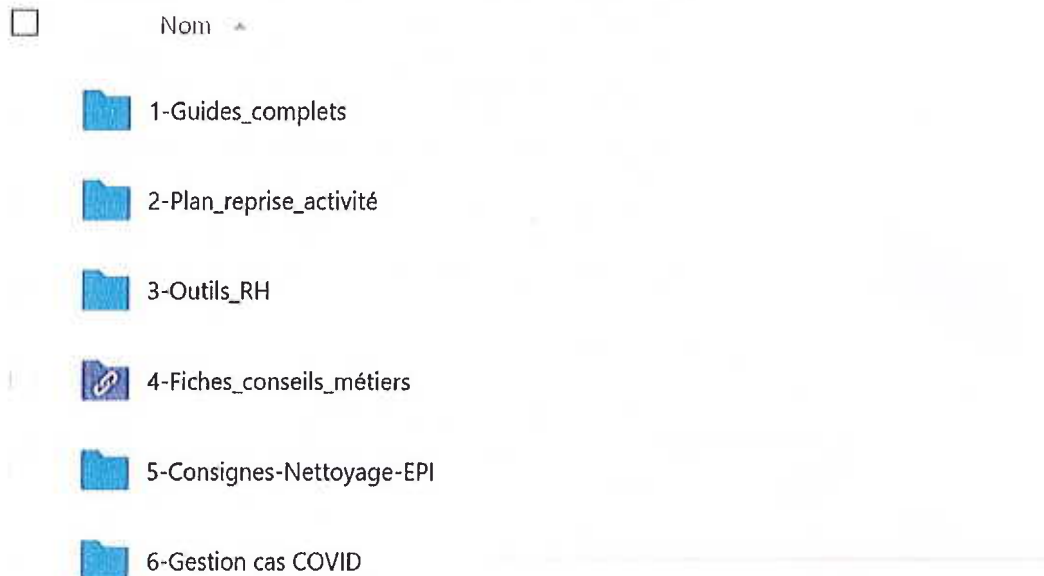 Nom
1-Guides_complets
2-Plan_reprise_activité
3-Outils_RH
4-Fiches_conseils_métiers
5-Consignes-Nettoyage-EPI
6-Gestion cas COVID